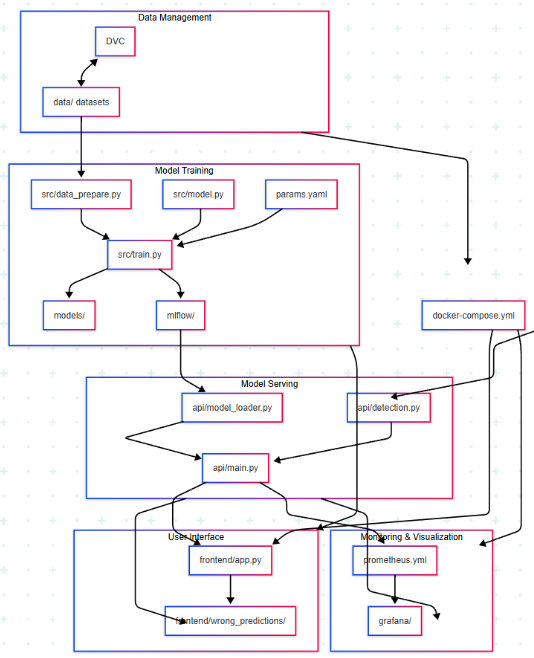 Data Management
DVC
data/ datasets
Model Training
src/data_prepare.py
src/model.py
params.yaml
src/train.py
models/
mlflow/
docker-compose.yml
Model Serving
api/model_loader.py
api/detection.py
api/main.py
User Interface
Monitoring & Visualization
frontend/app.py
prometheus.yml
frontend/wrong_predictions/
grafana/